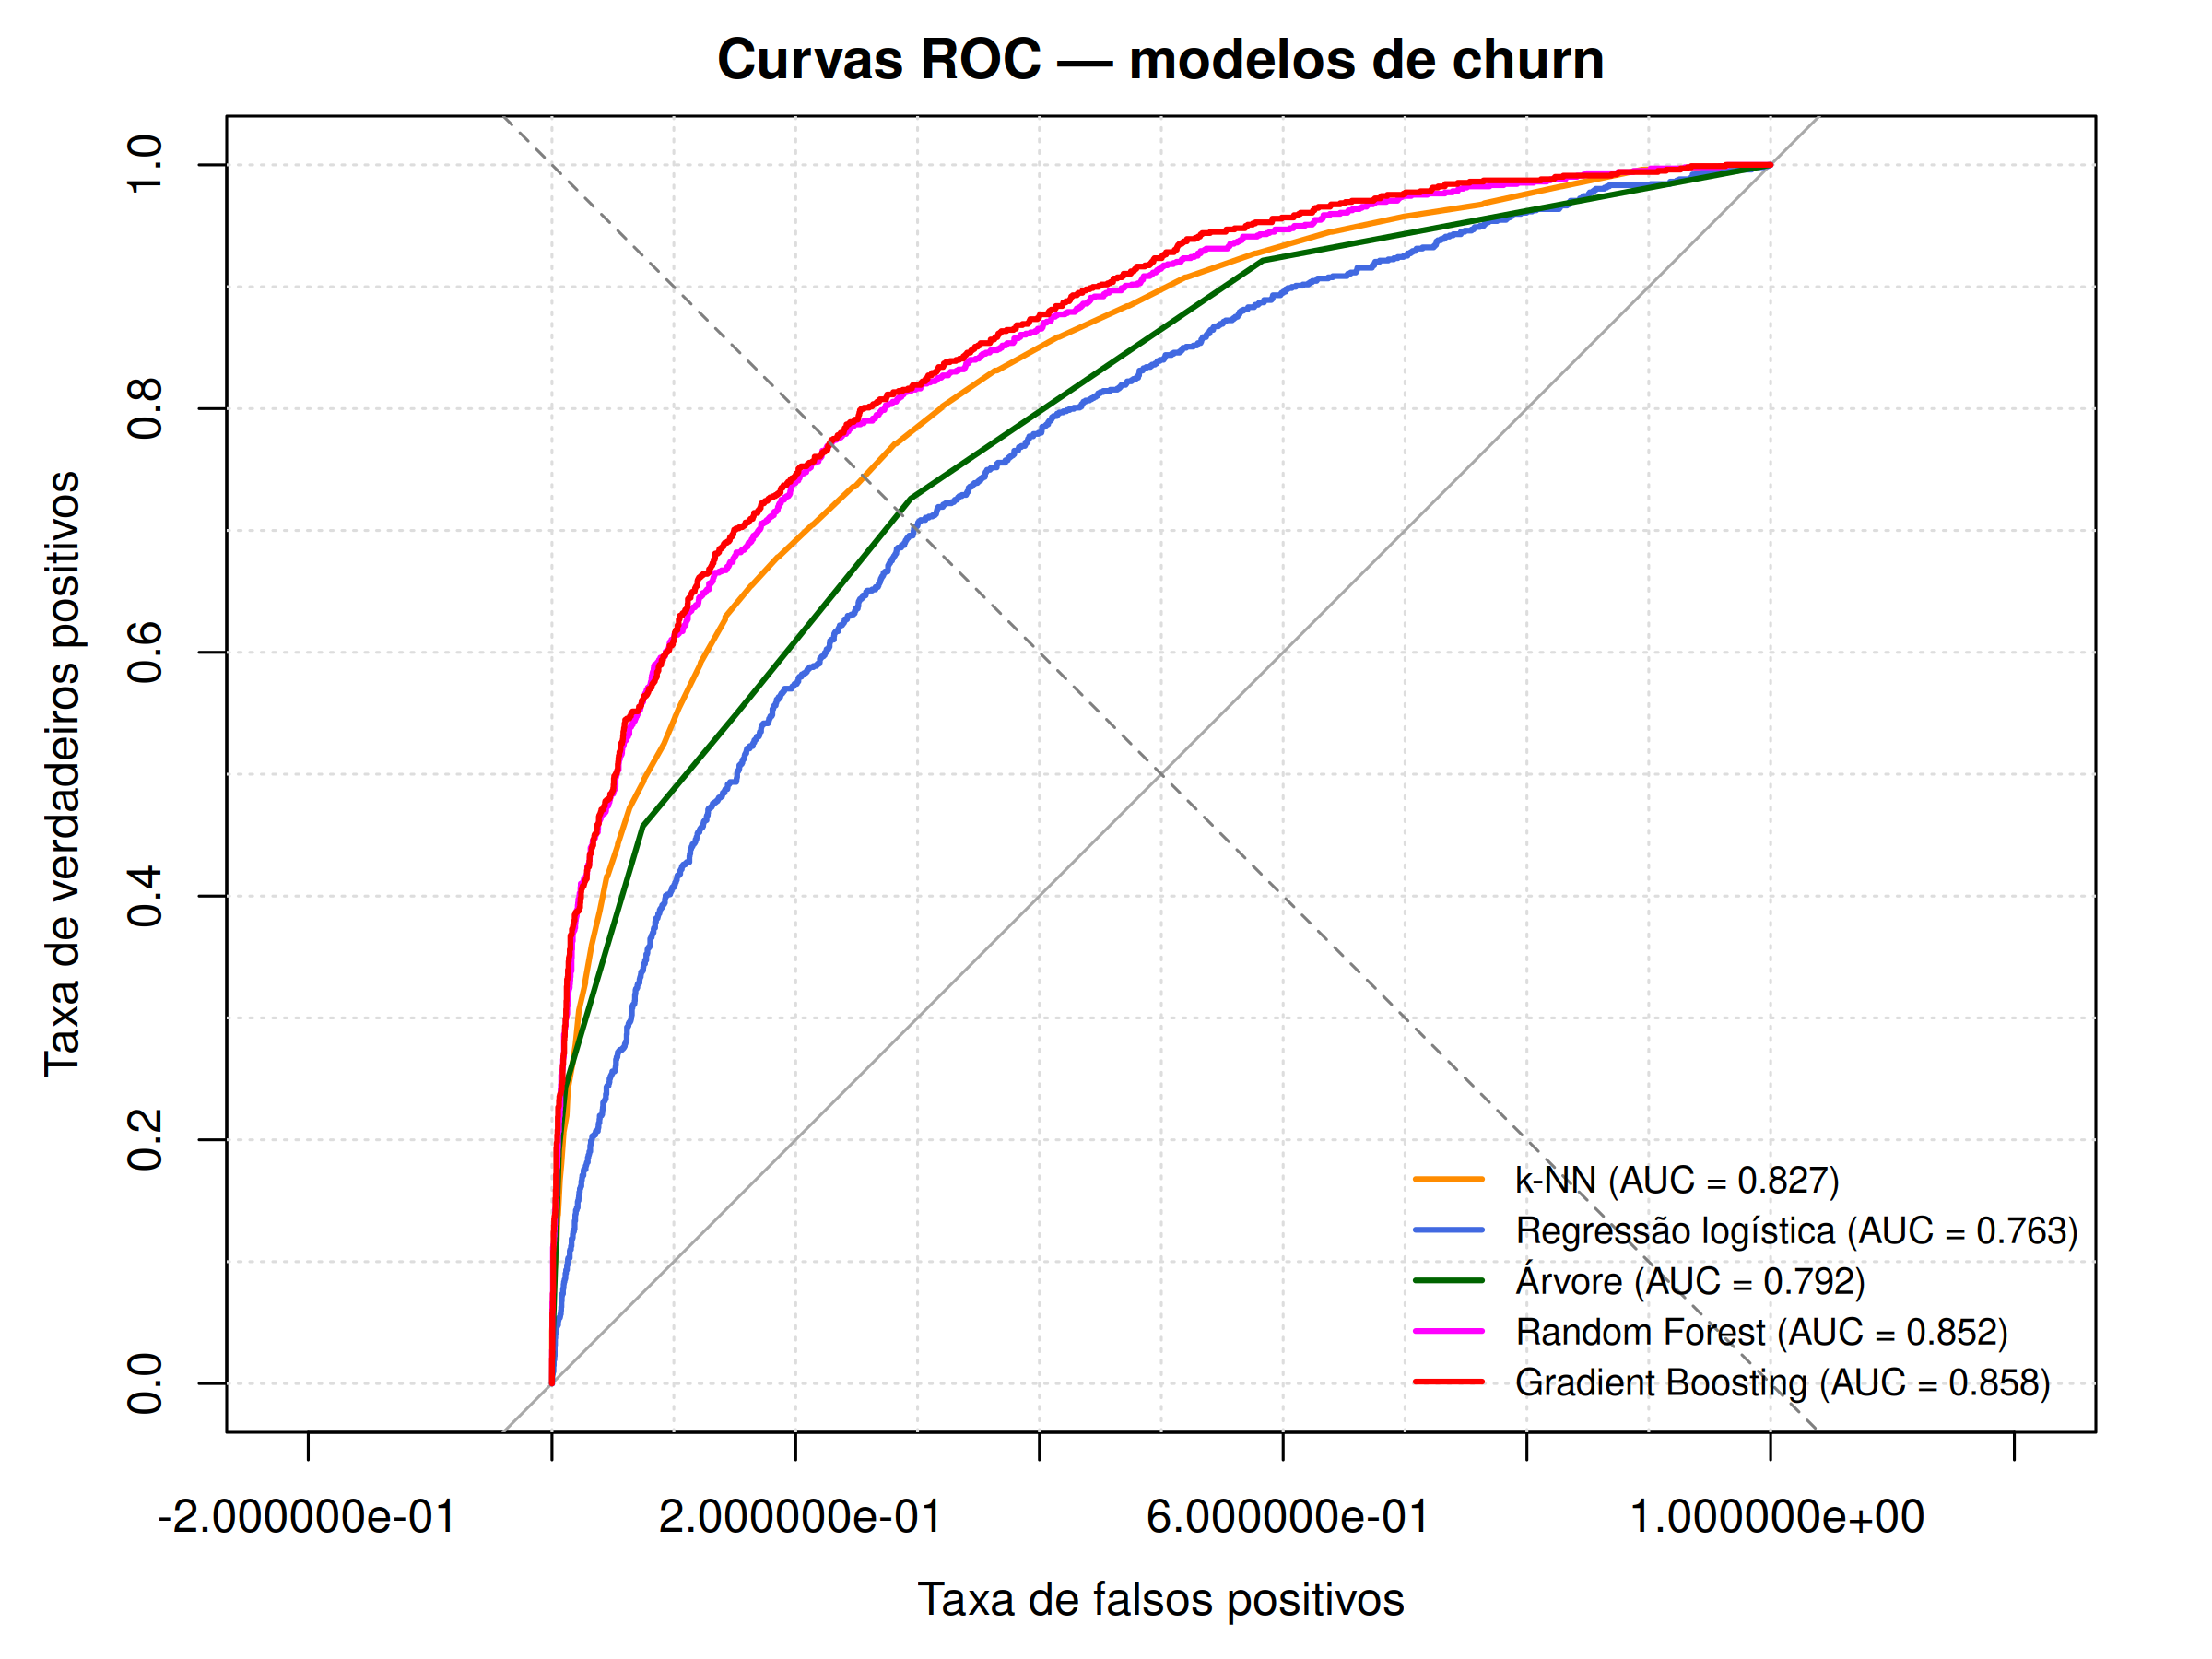 Curvas ROC — modelos de churn
Taxa de verdadeiros positivos
1.0
0.8
0.6
0.4
0.2
0.0
k-NN (AUC = 0.827)
Regressão logística (AUC = 0.763)
Árvore (AUC = 0.792)
Random Forest (AUC = 0.852)
Gradient Boosting (AUC = 0.858)
-2.000000e-01 2.000000e-01 6.000000e-01 1.000000e+00
Taxa de falsos positivos